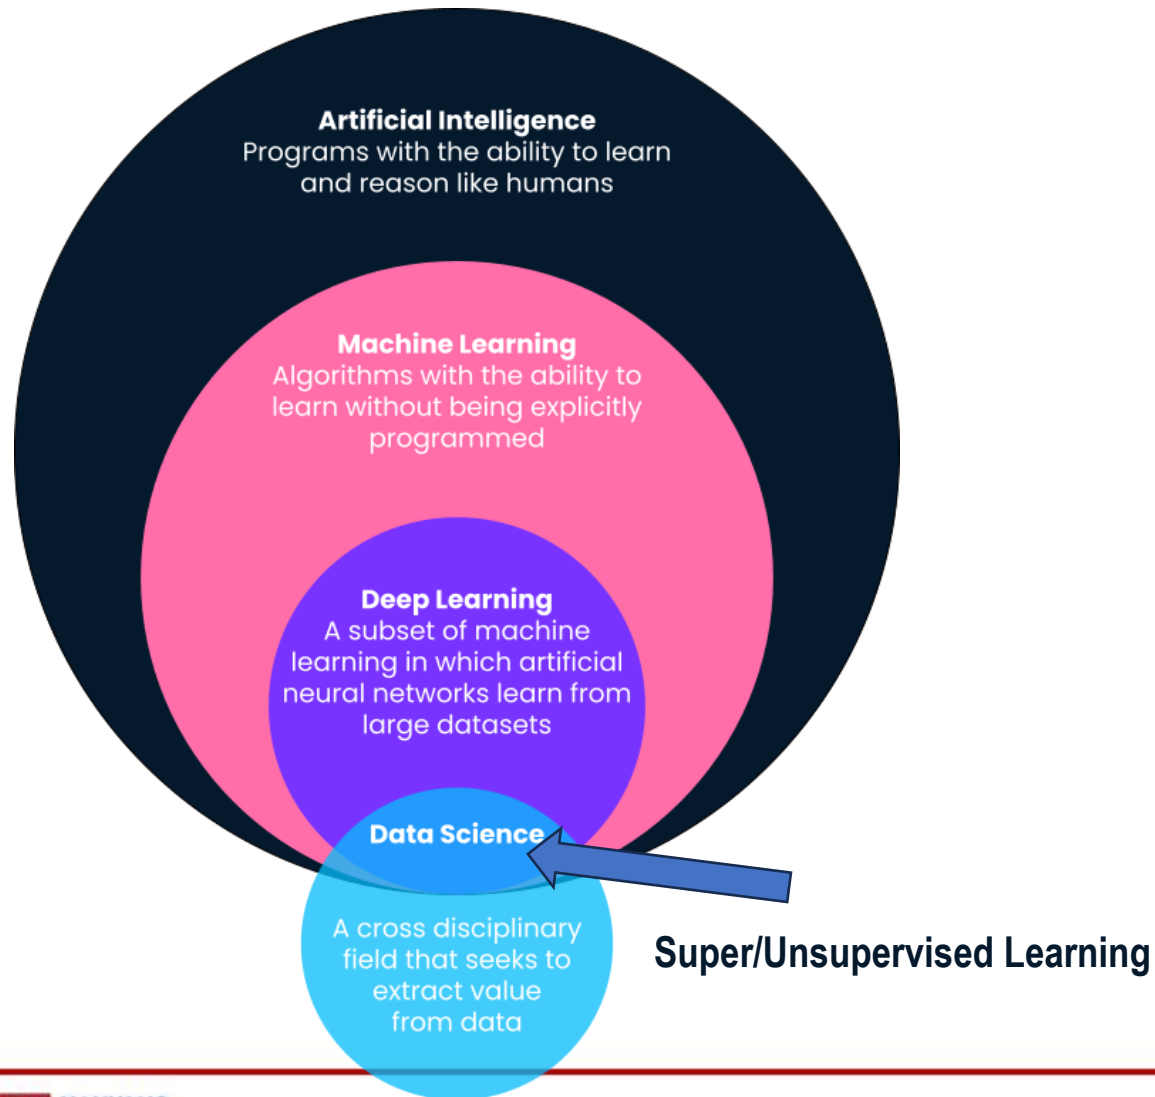 Artificial Intelligence
Programs with the ability to learn
and reason like humans
Machine Learning
Algorithms with the ability to
learn without being explicitly
programmed
Deep Learning
A subset of machine
learning in which artificial
neural networks learn from
large datasets
Data Science
A cross disciplinary
field that seeks to
extract value
from data
Super/Unsupervised Learning